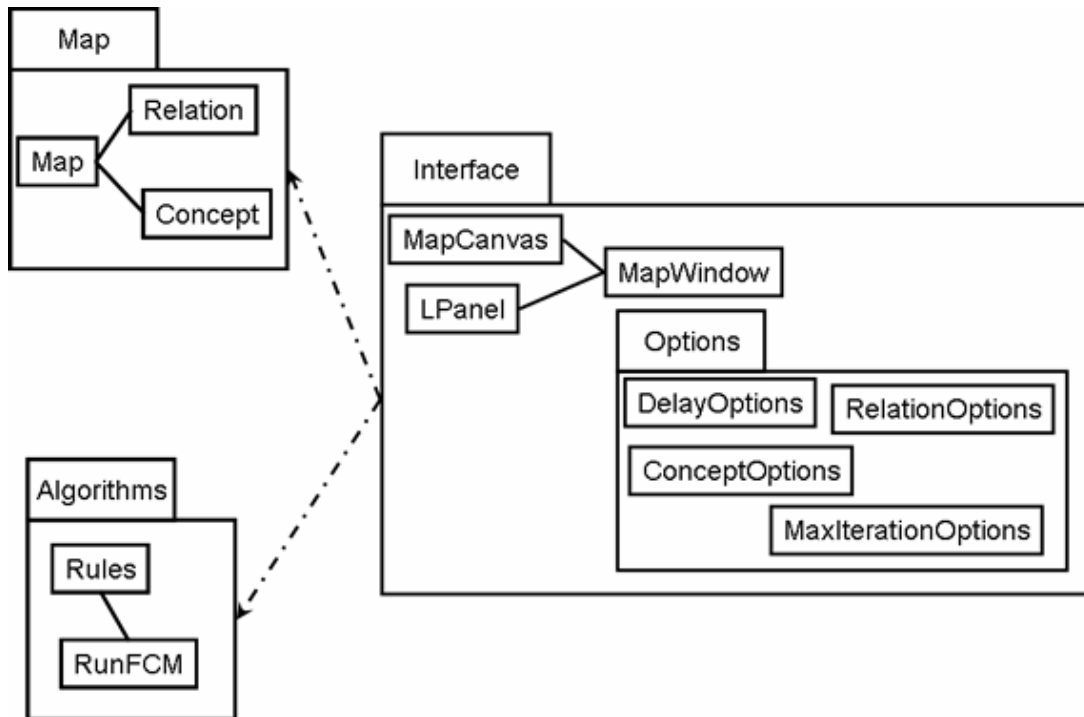 Map
Relation
Map
Concept
Interface
MapCanvas
MapWindow
LPanel
Options
DelayOptions
RelationOptions
ConceptOptions
MaxIterationOptions
Algorithms
Rules
RunFCM